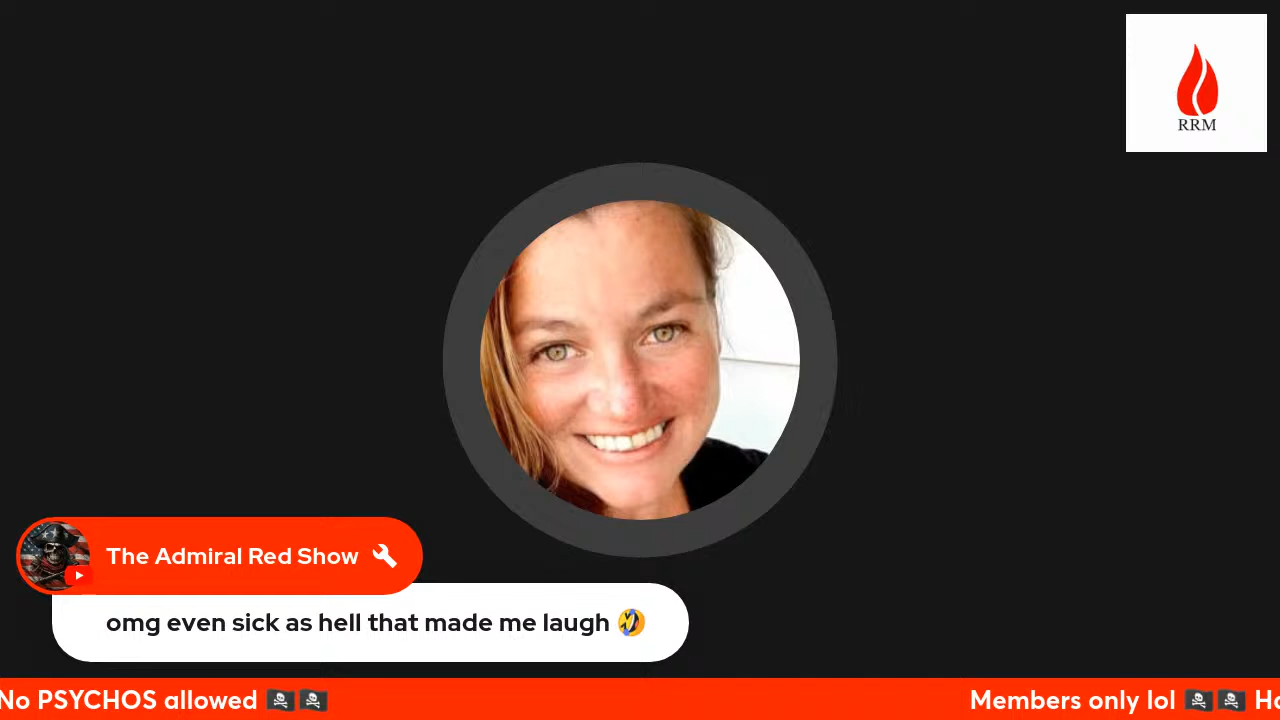 RRM
The Admiral Red Show
omg even sick as hell that made me laugh 🤣
No PSYCHOS allowed 🏴‍☠️🏴‍☠️ Members only lol 🏴‍☠️🏴‍☠️